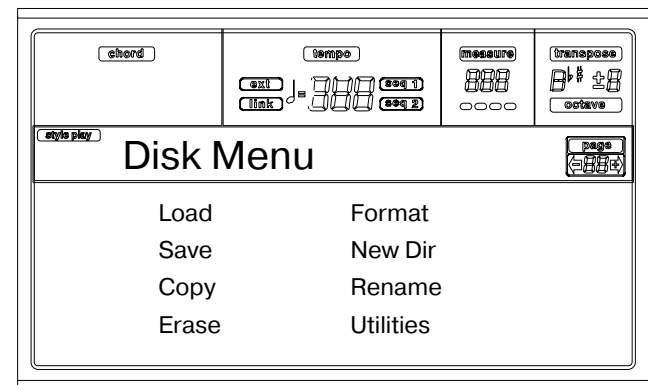 chord tempo measure transpose
ext seq 1
link = seq 2 octave
style play
Disk Menu page
Load Format
Save New Dir
Copy Rename
Erase Utilities